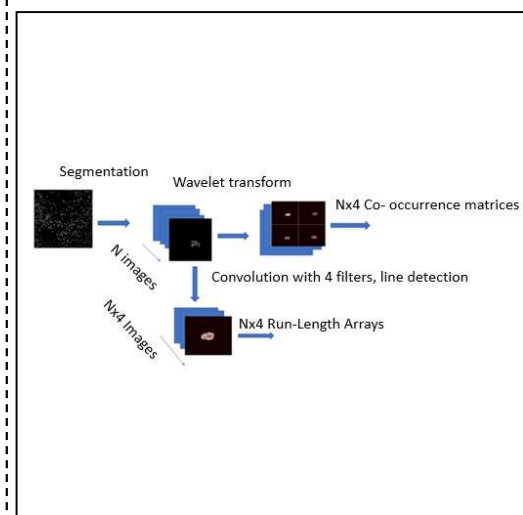 Segmentation
Wavelet transform
Nx4 Co- occurrence matrices
N images
Convolution with 4 filters, line detection
Nx4 Images
Nx4 Run-Length Arrays